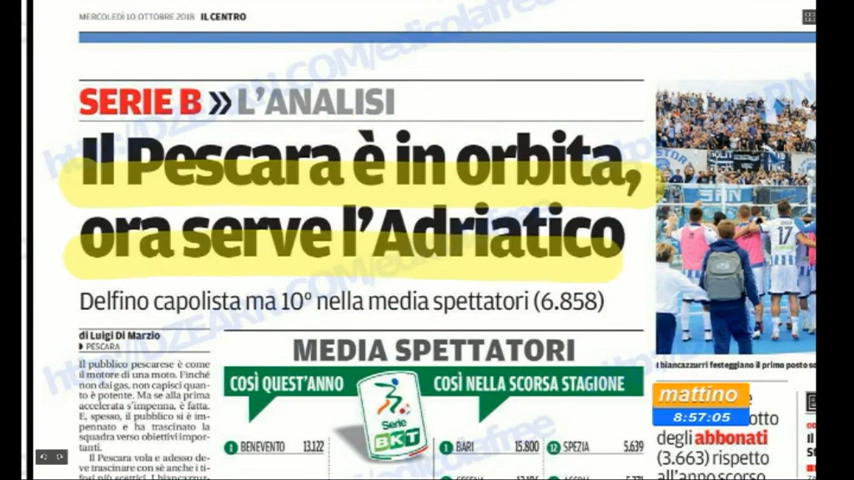 MERCOLEDÌ 10 OTTOBRE 2018 IL CENTRO
SERIE B » L'ANALISI
Il Pescara è in orbita,
ora serve l'Adriatico
Delfino capolista ma 10° nella media spettatori (6.858)
di Luigi Di Marzio
PESCARA
Il pubblico pescarese è come
il motore di una moto. Finché
non dai gas, non capisci quan-
to è potente. Ma se alla prima
accelerata s'impenna, è fatta.
E, spesso, il pubblico si è im-
pennato e ha trascinato la
squadra verso obiettivi impor-
tanti.
Il Pescara vola e adesso de-
ve trascinare con sé anche i ti-
MEDIA SPETTATORI
COSÌ QUEST'ANNO
COSÌ NELLA SCORSA STAGIONE
Serie
BKT
1 BENEVENTO 13.122
1 BARI 15.800
12 SPEZIA 5.639
17
I biancazzurri festeggiano il primo posto so
mattino
8:57:05
otto
degli abbonati
(3.663) rispetto
all'anno scorso